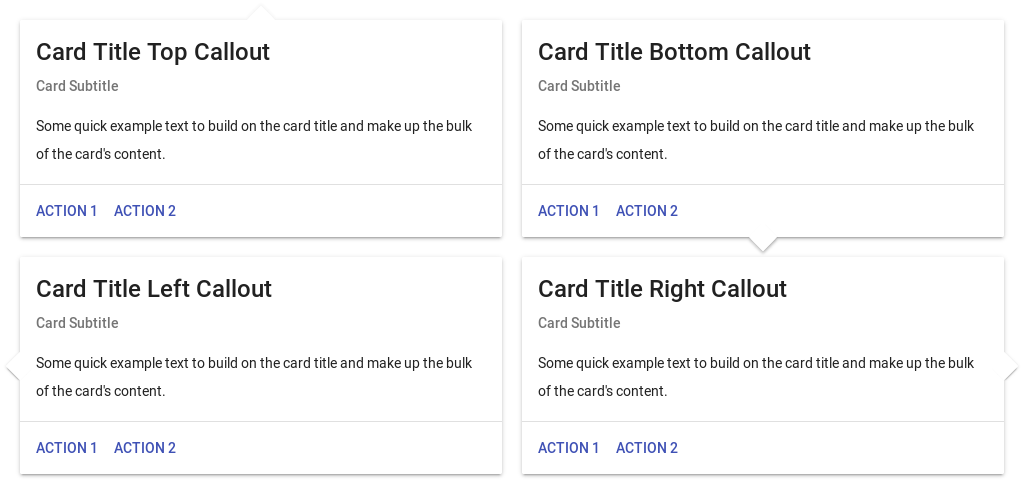 Card Title Top Callout
Card Subtitle
Some quick example text to build on the card title and make up the bulk
of the card's content.
ACTION 1 ACTION 2
Card Title Bottom Callout
Card Subtitle
Some quick example text to build on the card title and make up the bulk
of the card's content.
ACTION 1 ACTION 2
Card Title Left Callout
Card Subtitle
Some quick example text to build on the card title and make up the bulk
of the card's content.
ACTION 1 ACTION 2
Card Title Right Callout
Card Subtitle
Some quick example text to build on the card title and make up the bulk
of the card's content.
ACTION 1 ACTION 2